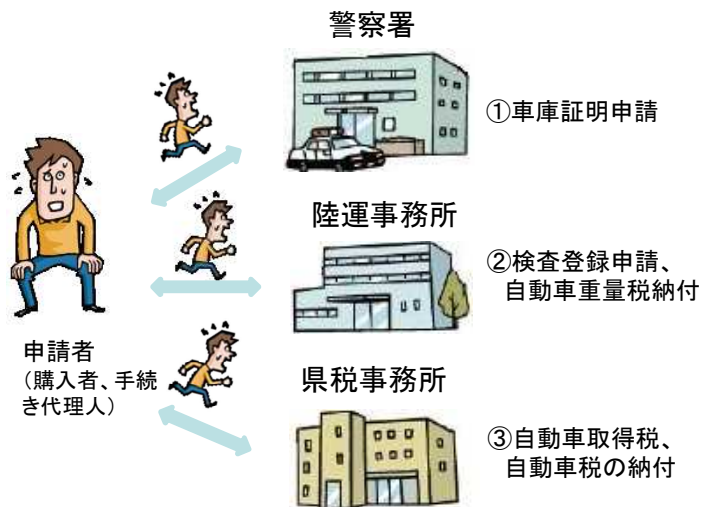 警察署
①車庫証明申請
陸運事務所
②検査登録申請、
自動車重量税納付
申請者
（購入者、手続
き代理人）
県税事務所
③自動車取得税、
自動車税の納付